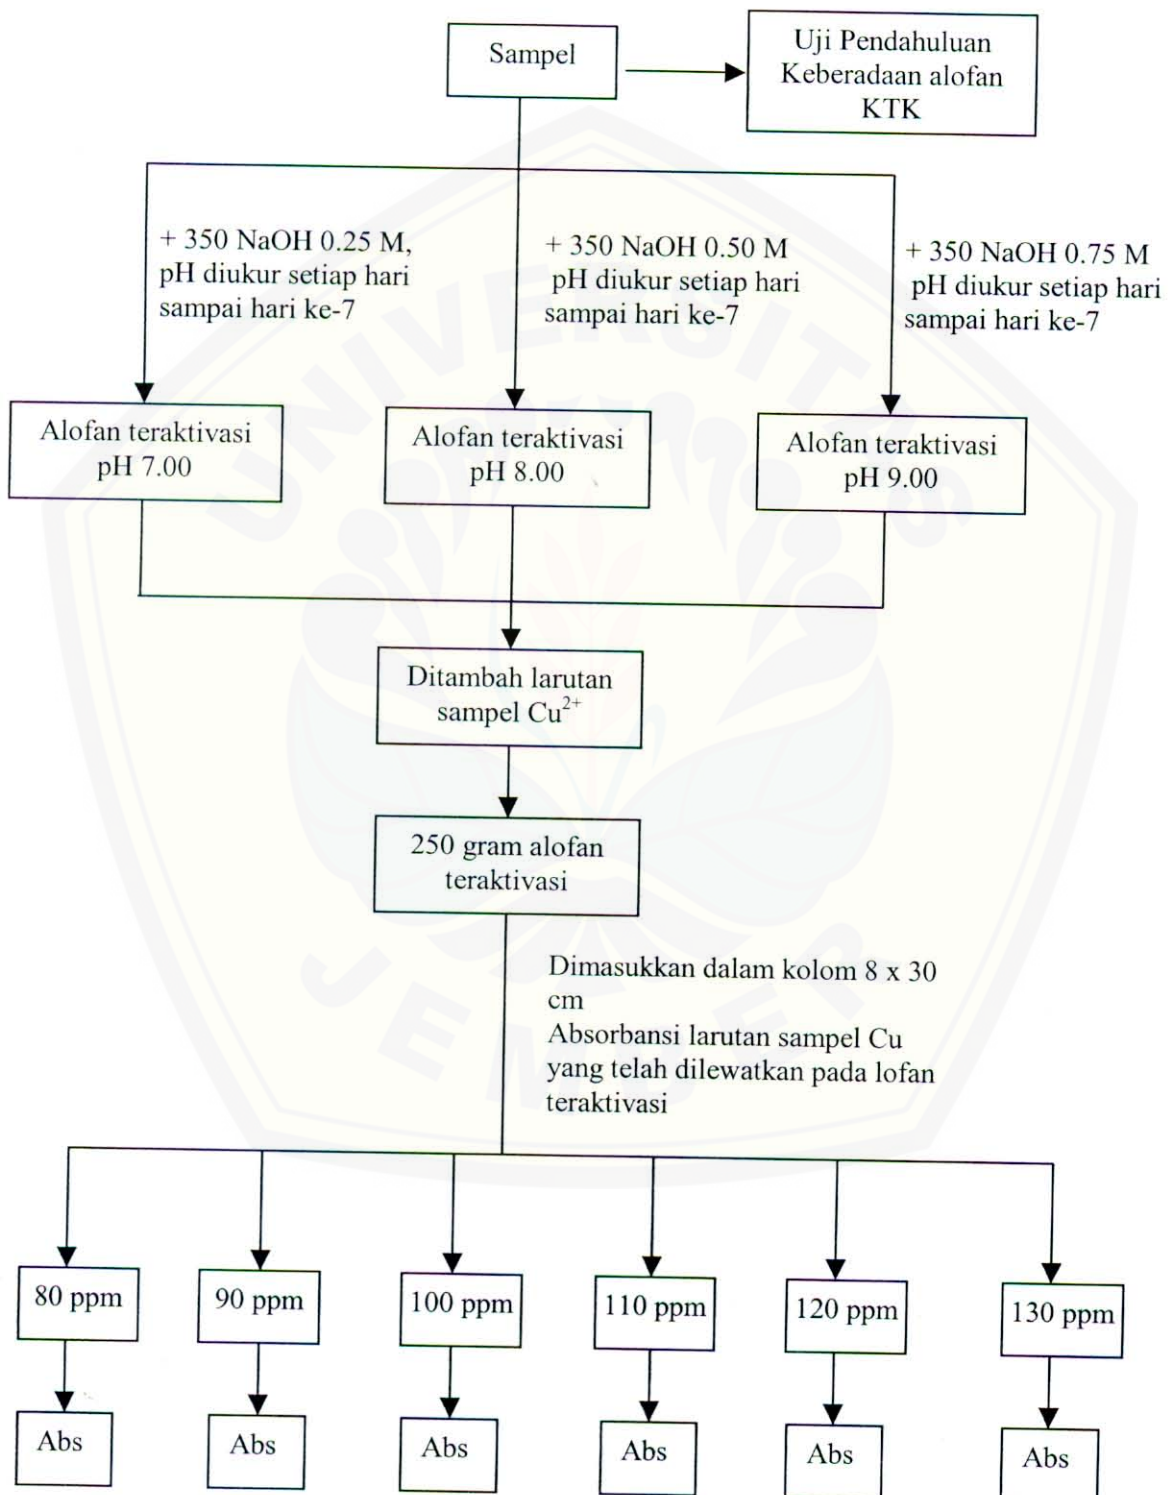 Sampel
Uji Pendahuluan
Keberadaan alofan
KTK
+ 350 NaOH 0.25 M,
pH diukur setiap hari
sampai hari ke-7
+ 350 NaOH 0.50 M
pH diukur setiap hari
sampai hari ke-7
+ 350 NaOH 0.75 M
pH diukur setiap hari
sampai hari ke-7
Alofan teraktivasi
pH 7.00
Alofan teraktivasi
pH 8.00
Alofan teraktivasi
pH 9.00
Ditambah larutan
sampel Cu²⁺
250 gram alofan
teraktivasi
Dimasukkan dalam kolom 8 x 30
cm
Absorbansi larutan sampel Cu
yang telah dilewatkan pada lofan
teraktivasi
80 ppm
90 ppm
100 ppm
110 ppm
120 ppm
130 ppm
Abs
Abs
Abs
Abs
Abs
Abs
UNIVERSITAS
JEMBER